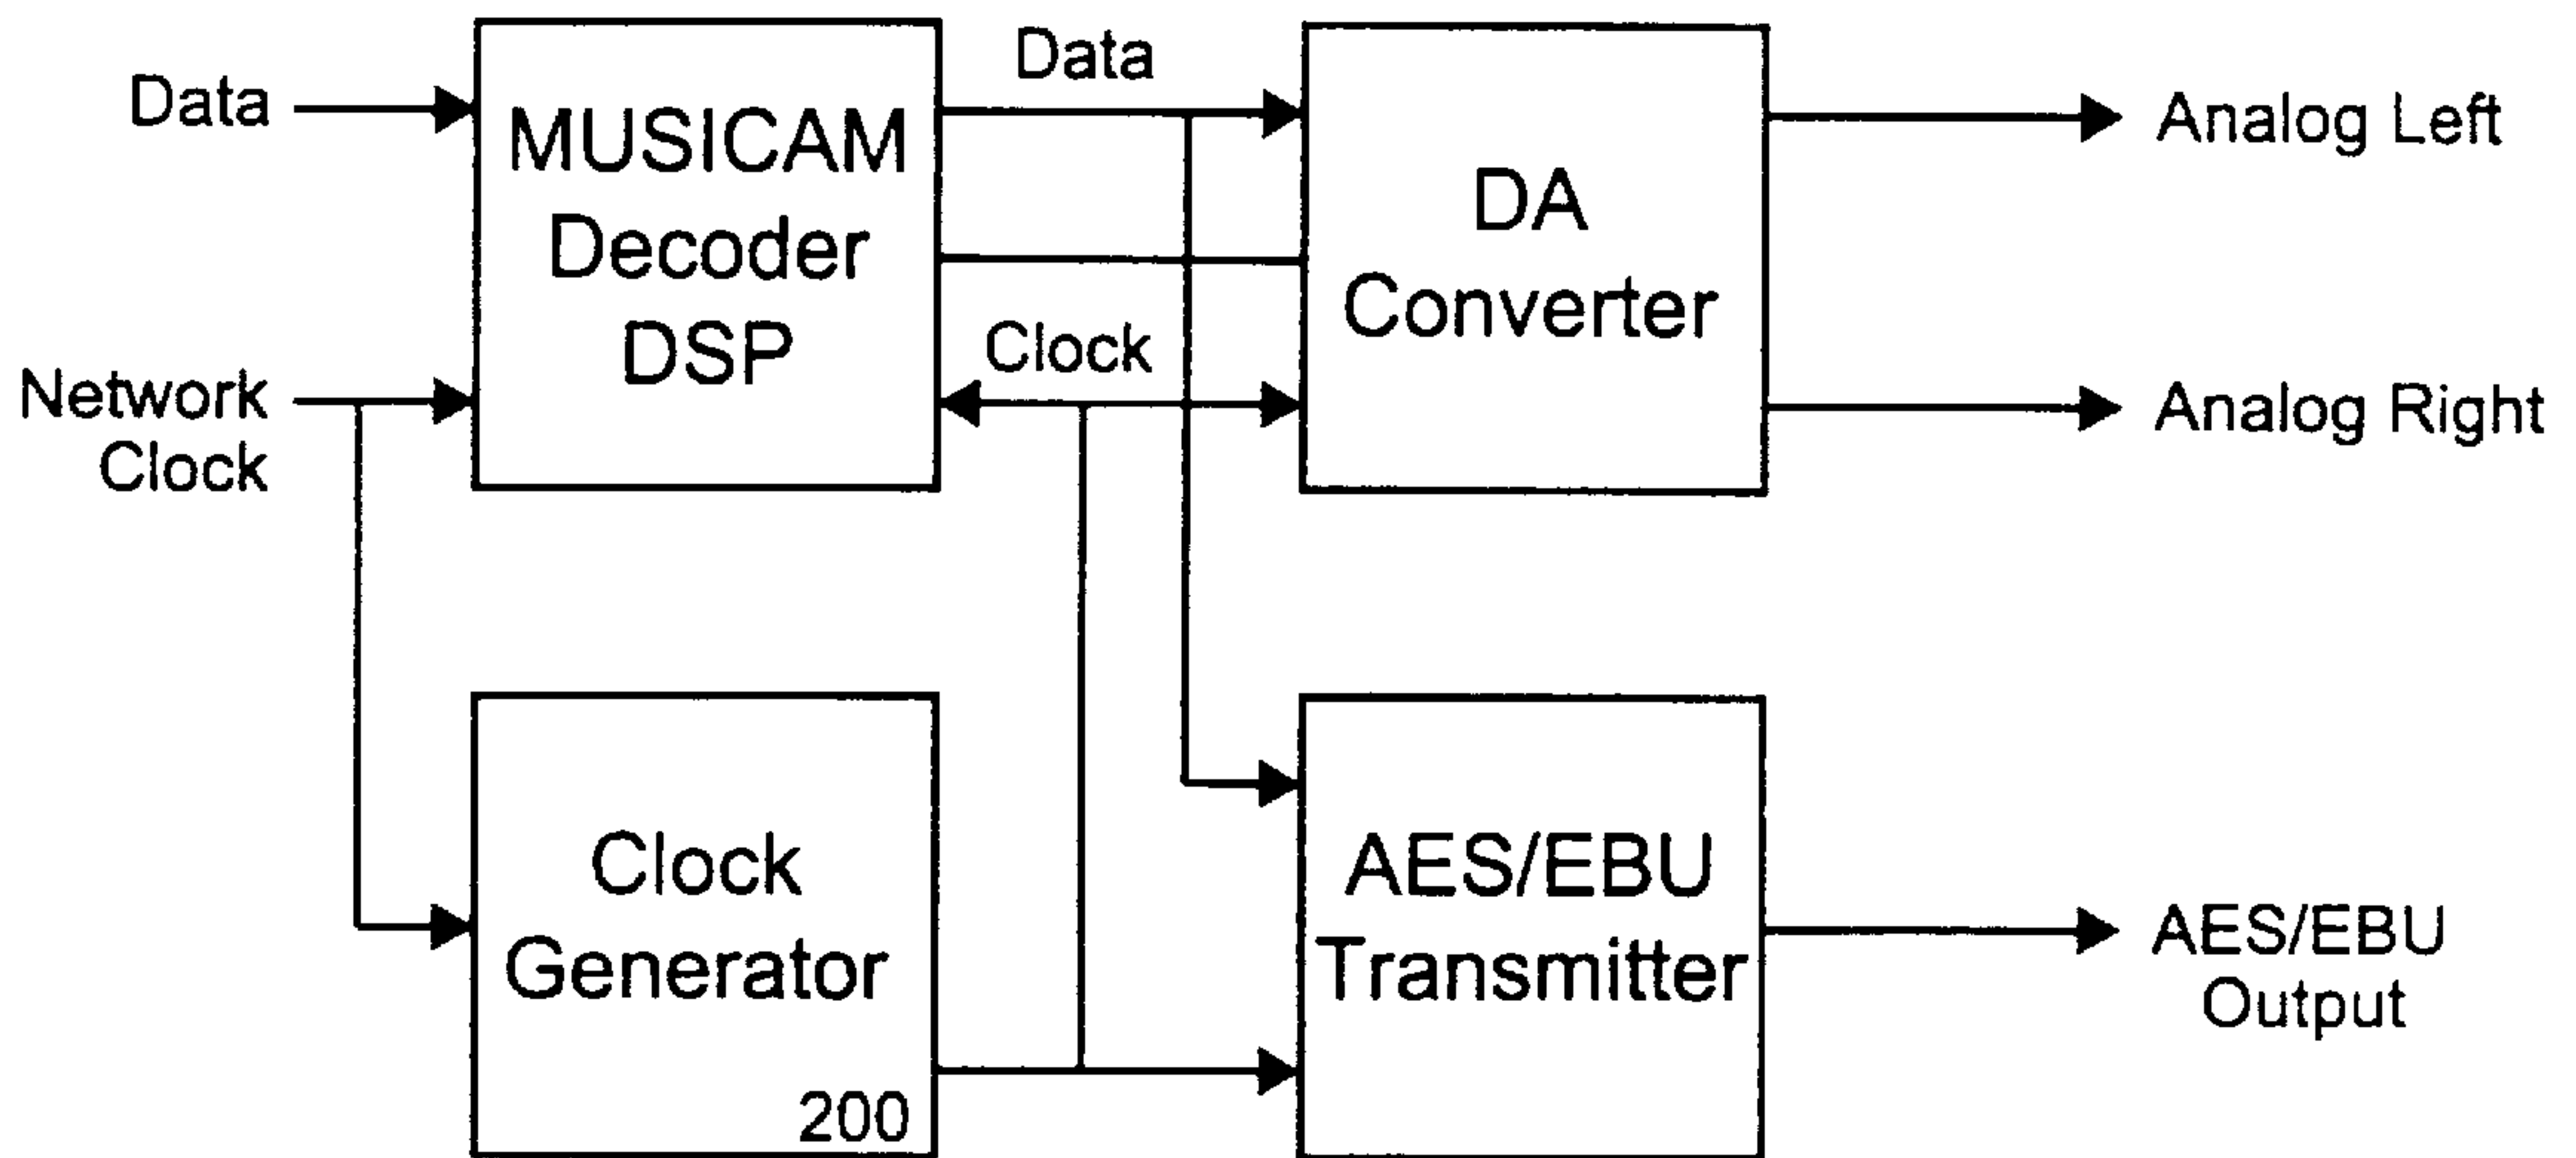 Data
MUSICAM
Decoder
DSP
Data
Clock
DA
Converter
Analog Left
Analog Right
Network
Clock
Clock
Generator
200
AES/EBU
Transmitter
AES/EBU
Output